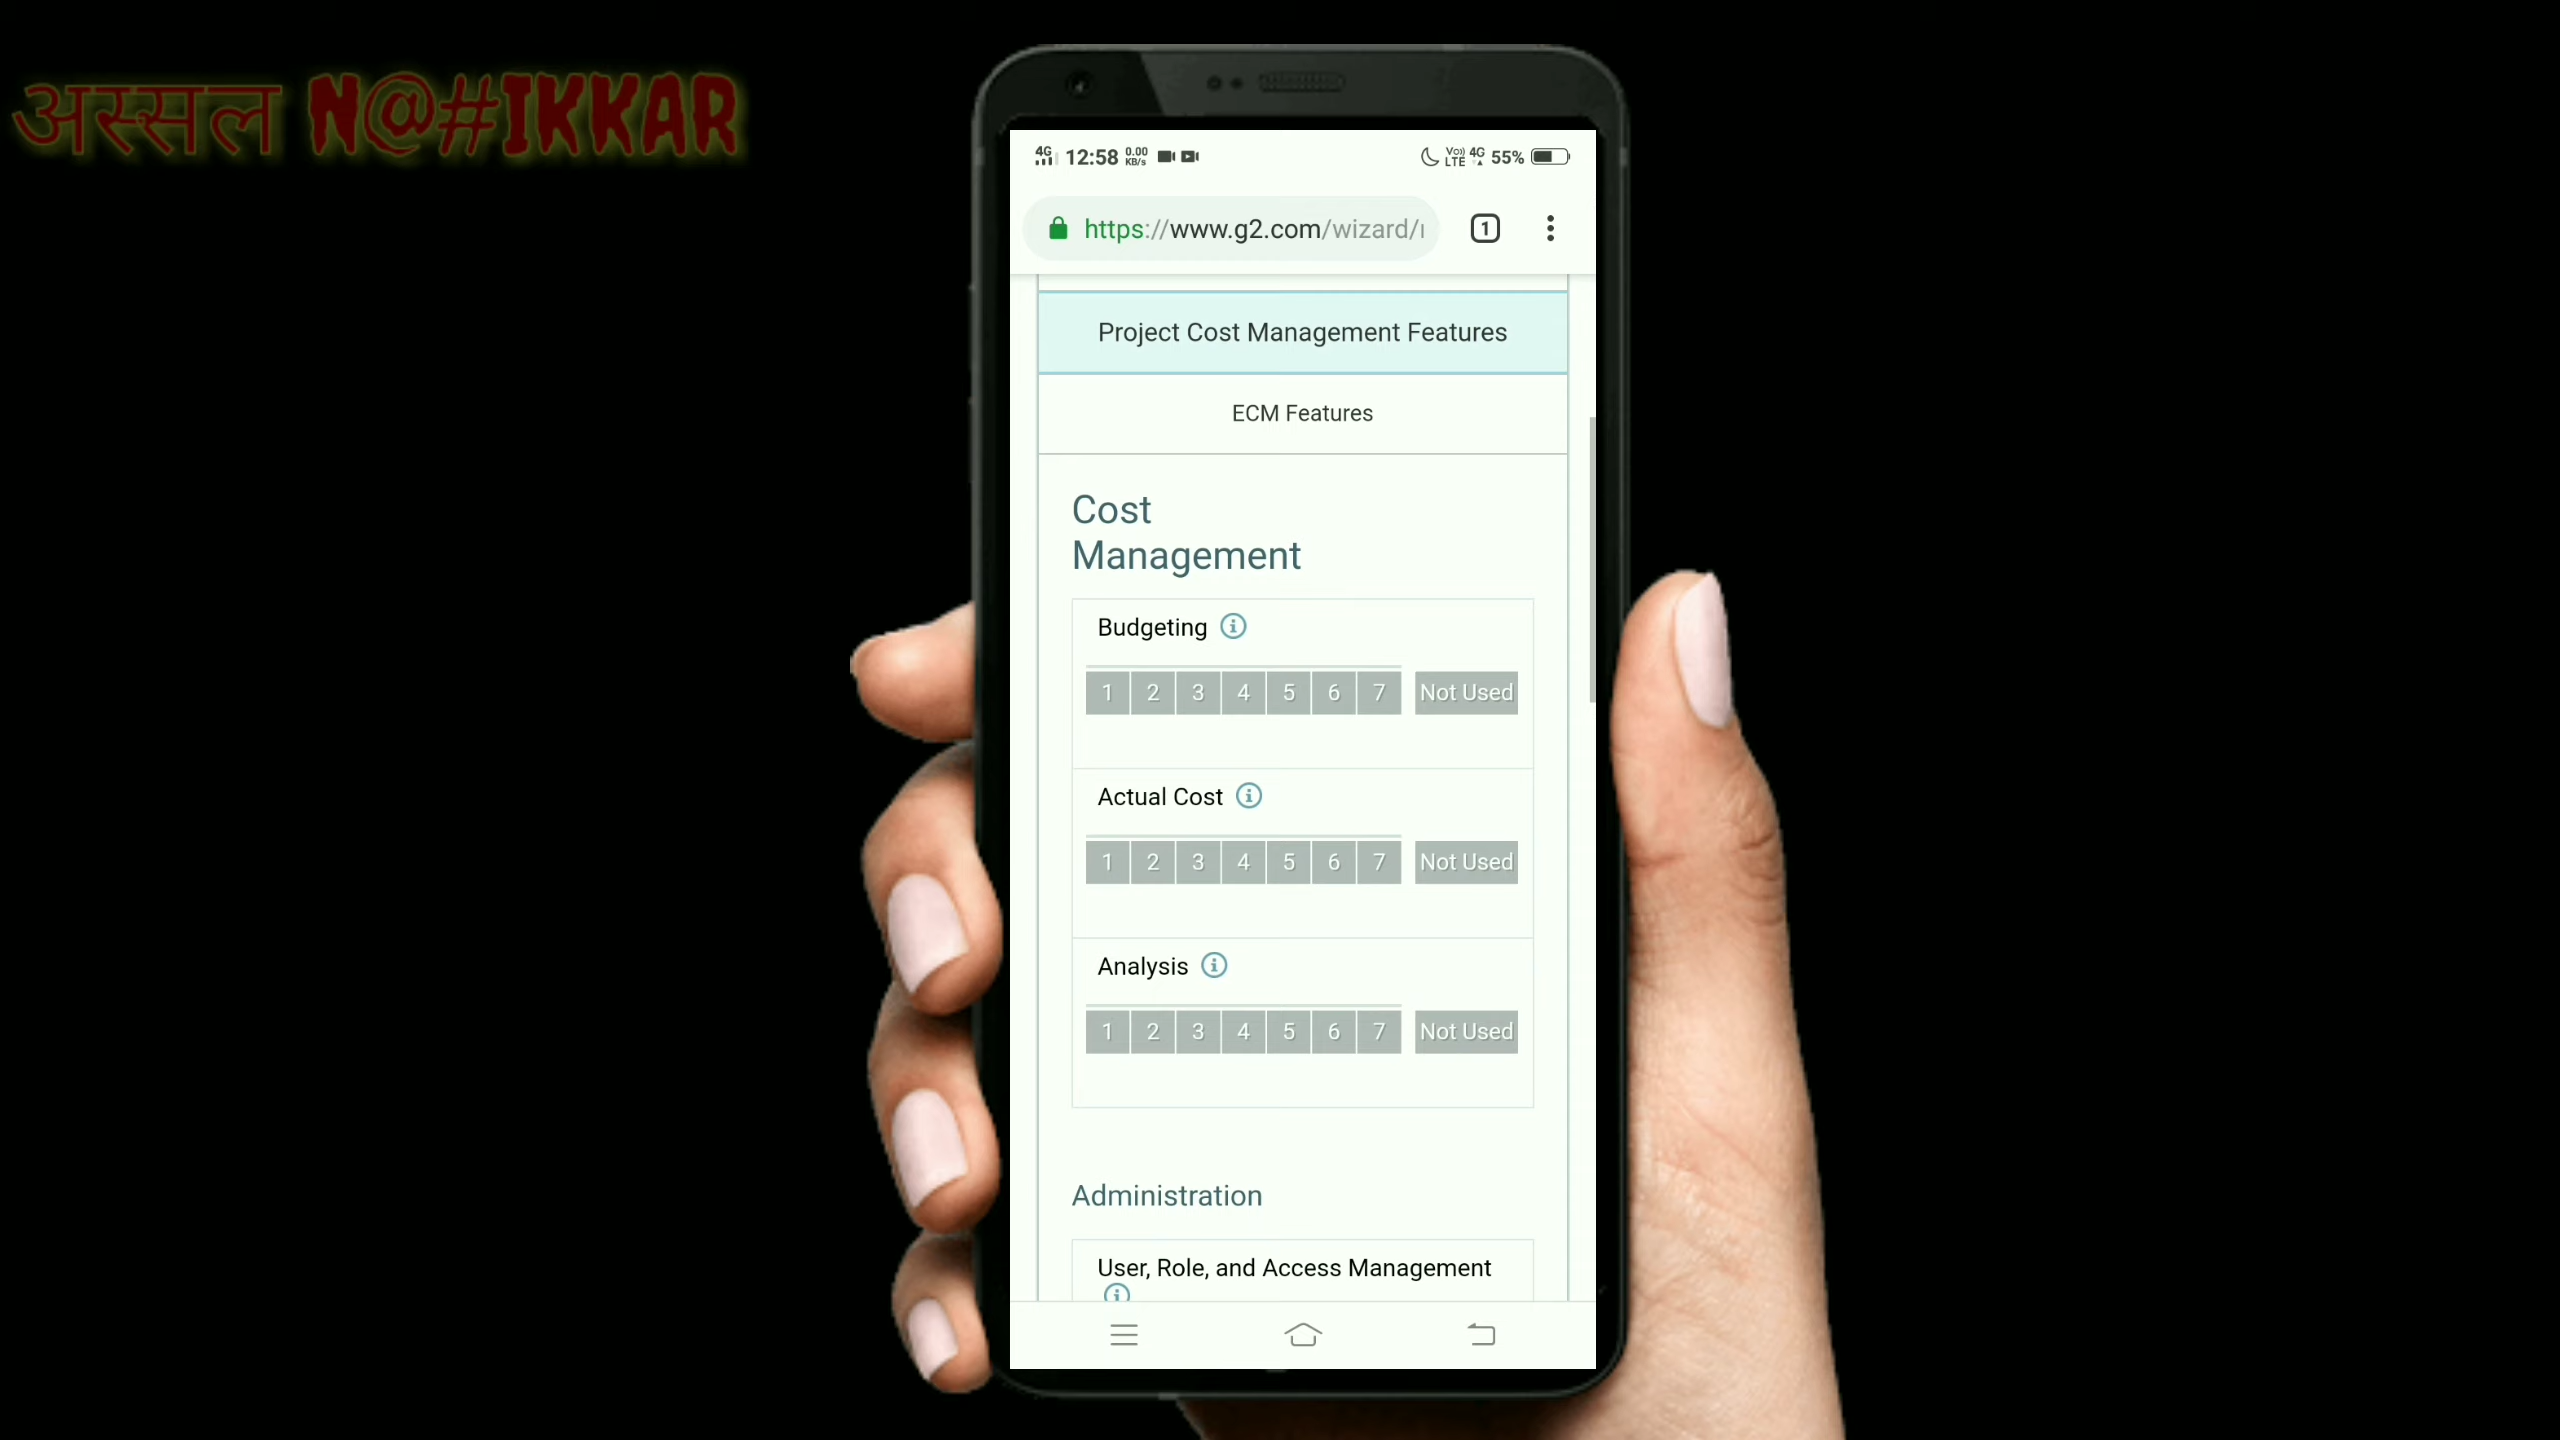 अस्सल N@#IKKAR
4G 12:58 0.00 KB/s Vo) LTE 4G 55%
https://www.g2.com/wizard/
1
Project Cost Management Features
ECM Features
Cost
Management
Budgeting
1 2 3 4 5 6 7 Not Used
Actual Cost
1 2 3 4 5 6 7 Not Used
Analysis
1 2 3 4 5 6 7 Not Used
Administration
User, Role, and Access Management